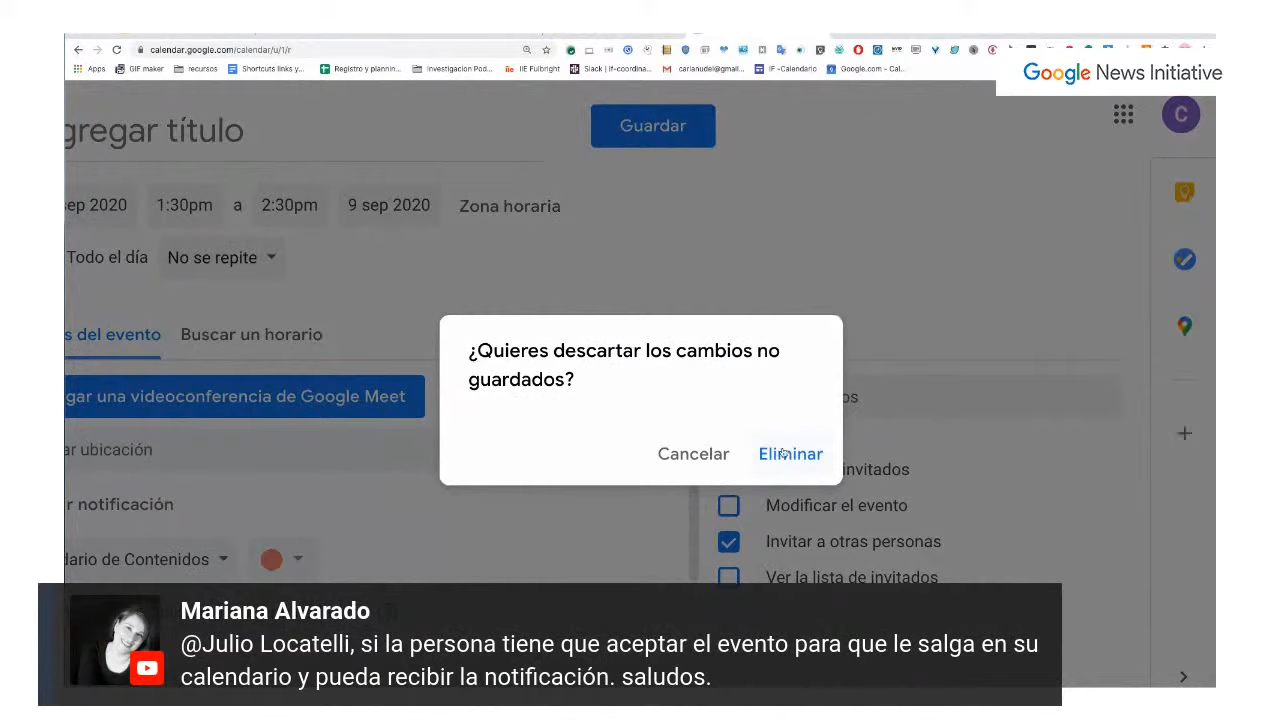 calendar.google.com/calendar/u/1/r
Apps
GIF maker
recursos
Shortcuts links y...
Registro y plannin...
Investigacion Pod...
IIE Fulbright
Slack | if-coordina...
carianudel@gmail...
IF -Calendario
Google.com - Cal...
Google News Initiative
gregar título
Guardar
C
sep 2020 1:30pm a 2:30pm 9 sep 2020 Zona horaria
Todo el día No se repite
s del evento Buscar un horario
¿Quieres descartar los cambios no
guardados?
gar una videoconferencia de Google Meet
os
ar ubicación
Cancelar Eliminar
invitados
r notificación
Modificar el evento
Invitar a otras personas
dario de Contenidos
Ver la lista de invitados
Mariana Alvarado
@Julio Locatelli, si la persona tiene que aceptar el evento para que le salga en su
calendario y pueda recibir la notificación. saludos.